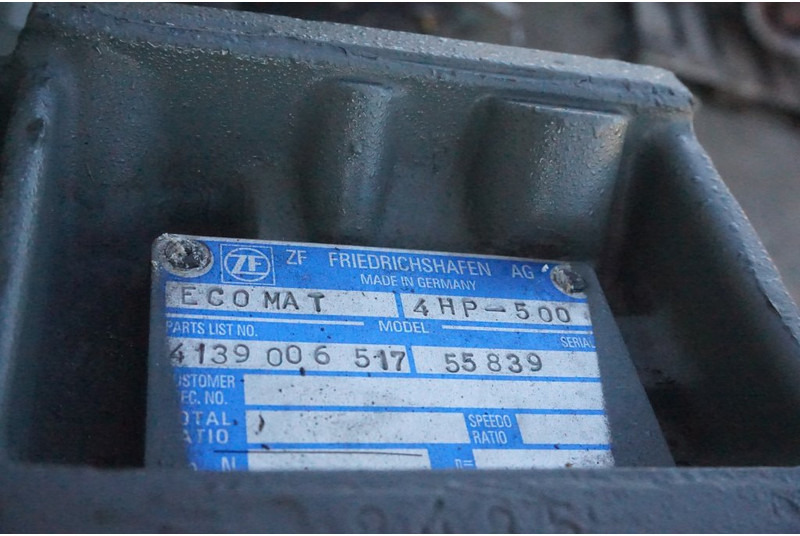 ZF ZF FRIEDRICHSHAFEN AG
MADE IN GERMANY
ECOMAT 4HP-500
PARTS LIST NO. MODEL SERIAL
4139 006 517 55839
CUSTOMER
SPEC. NO.
TOTAL RATIO SPEEDO RATIO
N n=